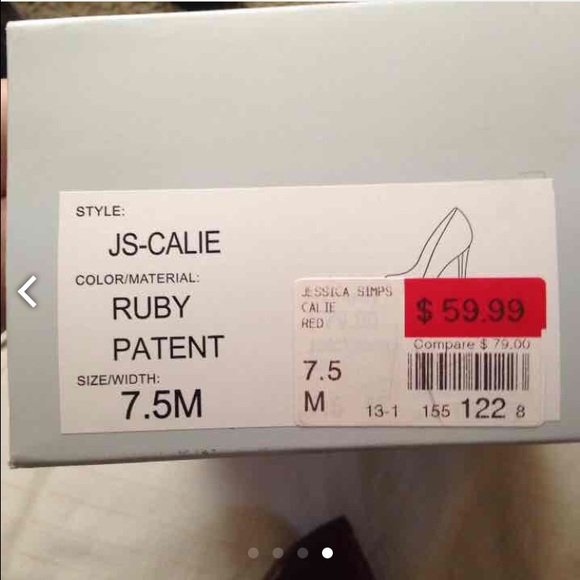 STYLE:
JS-CALIE
COLOR/MATERIAL:
RUBY
PATENT
SIZE/WIDTH:
7.5M
JESSICA SIMPS
CALIE
RED
$ 59.99
Compare $ 79.00
7.5
M
13-1 155 122 8